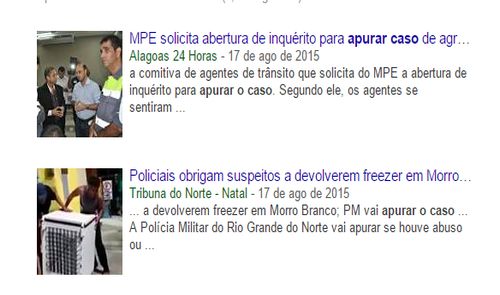 MPE solicita abertura de inquérito para apurar caso de agr…
Alagoas 24 Horas - 17 de ago de 2015
a comitiva de agentes de trânsito que solicita do MPE a abertura de
inquérito para apurar o caso. Segundo ele, os agentes se
sentiram ...
Policiais obrigam suspeitos a devolverem freezer em Morro…
Tribuna do Norte - Natal - 17 de ago de 2015
... a devolverem freezer em Morro Branco; PM vai apurar o caso ...
A Polícia Militar do Rio Grande do Norte vai apurar se houve abuso
ou ...